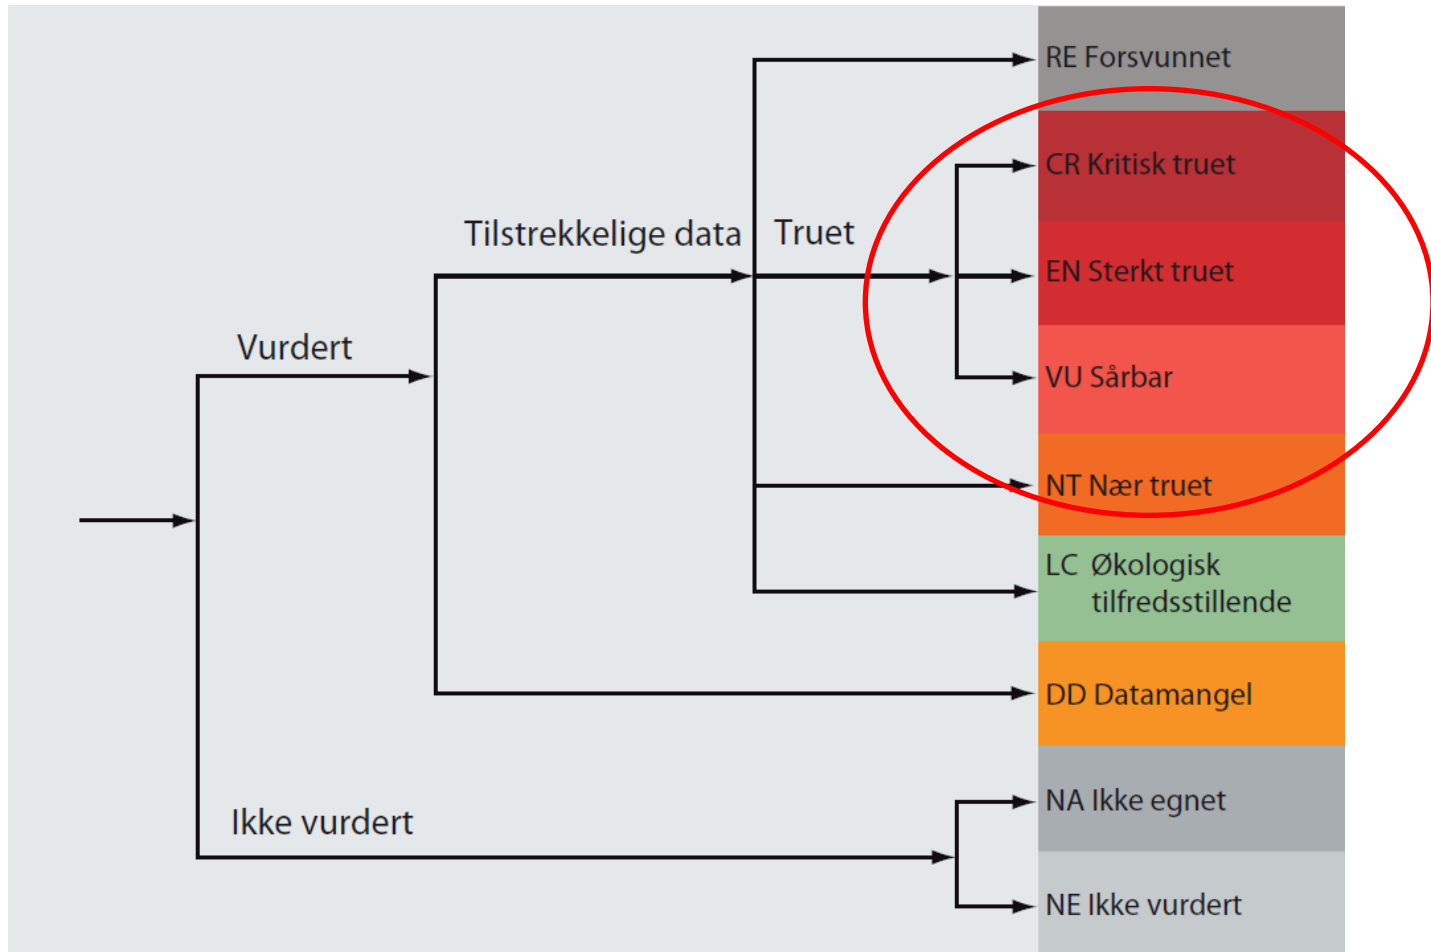 RE Forsvunnet
CR Kritisk truet
Tilstrekkelige data
Truet
EN Sterkt truet
Vurdert
VU Sårbar
NT Nær truet
LC Økologisk
tilfredsstillende
DD Datamangel
Ikke vurdert
NA Ikke egnet
NE Ikke vurdert